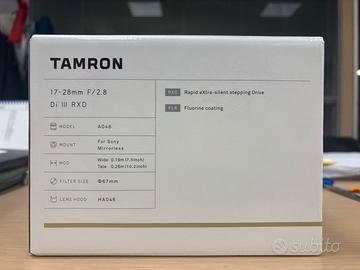 TAMRON
17-28mm F/2.8
Di III RXD
MODEL A046
MOUNT For Sony
Mirrorless
MOD Wide 0.19m (7.5inch)
Tele 0.26m (10.2inch)
FILTER SIZE Ø67mm
LENS HOOD HA046
RXD Rapid eXtra-silent stepping Drive
FLR Fluorine coating
subito